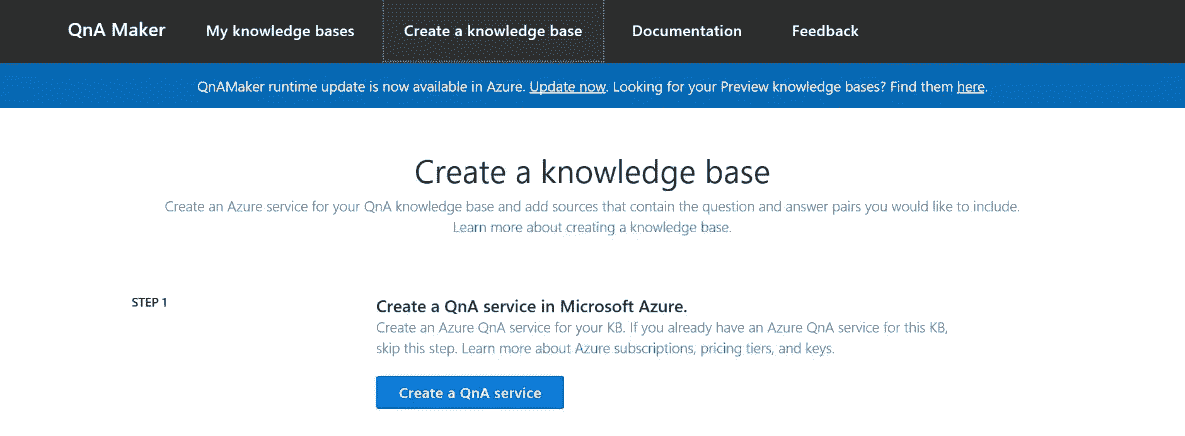 QnA Maker My knowledge bases Create a knowledge base Documentation Feedback
QnAMaker runtime update is now available in Azure. Update now. Looking for your Preview knowledge bases? Find them here.
Create a knowledge base
Create an Azure service for your QnA knowledge base and add sources that contain the question and answer pairs you would like to include.
Learn more about creating a knowledge base.
STEP 1
Create a QnA service in Microsoft Azure.
Create an Azure QnA service for your KB. If you already have an Azure QnA service for this KB,
skip this step. Learn more about Azure subscriptions, pricing tiers, and keys.
Create a QnA service